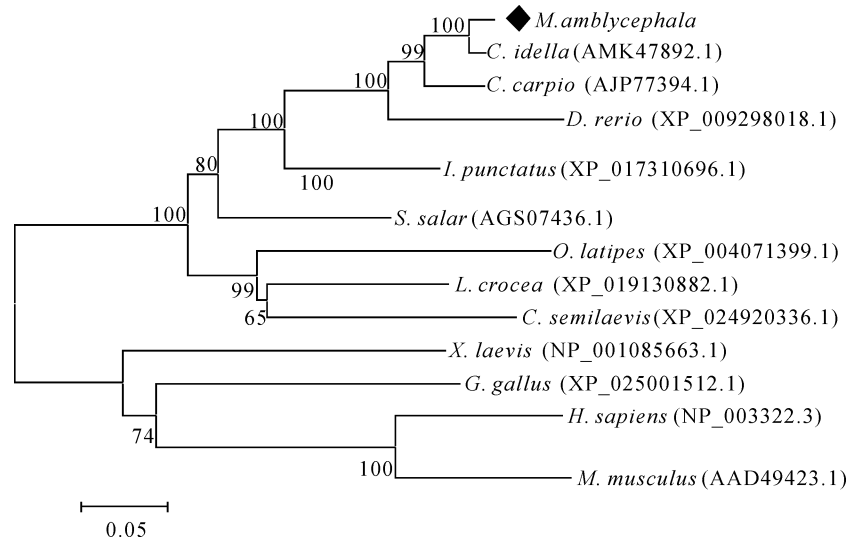 100
M.amblycephala
99
C. idella(AMK47892.1)
100
C. carpio (AJP77394.1)
100
D. rerio (XP_009298018.1)
80
I. punctatus(XP_017310696.1)
100
100
S. salar(AGS07436.1)
O. latipes (XP_004071399.1)
99
L. crocea (XP_019130882.1)
65
C. semilaevis(XP_024920336.1)
X. laevis (NP_001085663.1)
G. gallus (XP_025001512.1)
H. sapiens(NP_003322.3)
74
100
M. musculus(AAD49423.1)
0.05